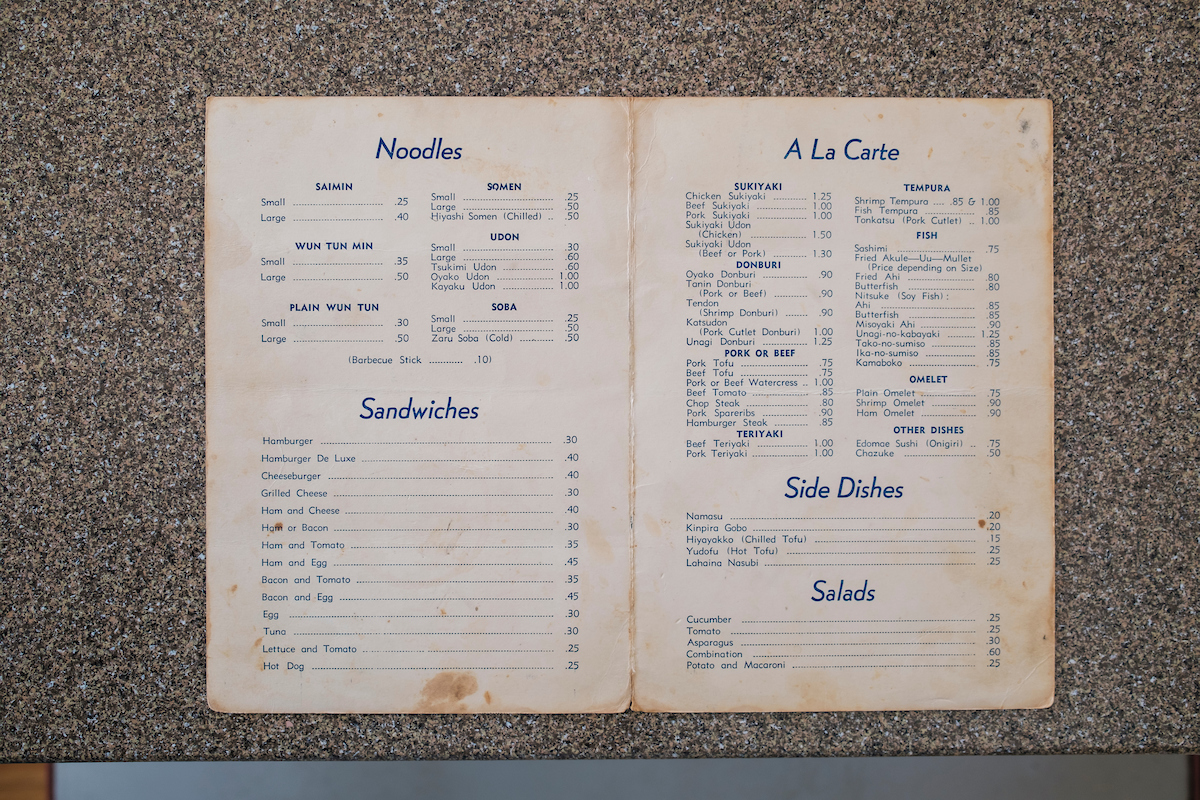 Noodles
SAIMIN
Small .25
Large .40
WUN TUN MIN
Small .35
Large .50
PLAIN WUN TUN
Small .30
Large .50
SOMEN
Small .25
Large .50
Hiyashi Somen (Chilled) .. .50
UDON
Small .30
Large .60
Tsukimi Udon .60
Oyako Udon 1.00
Kayaku Udon 1.00
SOBA
Small .25
Large .50
Zaru Soba (Cold) .50
(Barbecue Stick .10)
Sandwiches
Hamburger .30
Hamburger De Luxe .40
Cheeseburger .40
Grilled Cheese .30
Ham and Cheese .40
Ham or Bacon .30
Ham and Tomato .35
Ham and Egg .45
Bacon and Tomato .35
Bacon and Egg .45
Egg .30
Tuna .30
Lettuce and Tomato .25
Hot Dog .25
A La Carte
SUKIYAKI
Chicken Sukiyaki 1.25
Beef Sukiyaki 1.00
Pork Sukiyaki 1.00
Sukiyaki Udon
(Chicken) 1.50
Sukiyaki Udon
(Beef or Pork) 1.30
DONBURI
Oyako Donburi .90
Tanin Donburi
(Pork or Beef) .90
Tendon
(Shrimp Donburi) .90
Katsudon
(Pork Cutlet Donburi) 1.00
Unagi Donburi 1.25
PORK OR BEEF
Pork Tofu .75
Beef Tofu .75
Pork or Beef Watercress .. 1.00
Beef Tomato .85
Chop Steak .80
Pork Spareribs .90
Hamburger Steak .85
TERIYAKI
Beef Teriyaki 1.00
Pork Teriyaki 1.00
TEMPURA
Shrimp Tempura .... .85 & 1.00
Fish Tempura .85
Tonkatsu (Pork Cutlet) .. 1.00
FISH
Sashimi .75
Fried Akule—Uu—Mullet
(Price depending on Size)
Fried Ahi .80
Butterfish .80
Nitsuke (Soy Fish) :
Ahi .85
Butterfish .85
Misoyaki Ahi .90
Unagi-no-kabayaki 1.25
Tako-no-sumiso .85
Ika-no-sumiso .85
Kamaboko .75
OMELET
Plain Omelet .75
Shrimp Omelet .90
Ham Omelet .90
OTHER DISHES
Edomae Sushi (Onigiri) .. .75
Chazuke .50
Side Dishes
Namasu .20
Kinpira Gobo .20
Hiyayakko (Chilled Tofu) .15
Yudofu (Hot Tofu) .25
Lahaina Nasubi .25
Salads
Cucumber .25
Tomato .25
Asparagus .30
Combination .60
Potato and Macaroni .25